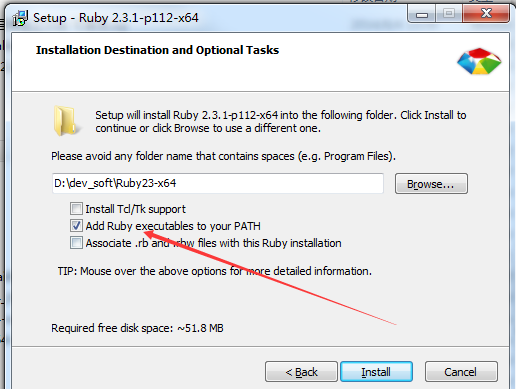 Setup - Ruby 2.3.1-p112-x64
Installation Destination and Optional Tasks
Setup will install Ruby 2.3.1-p112-x64 into the following folder. Click Install to
continue or click Browse to use a different one.
Please avoid any folder name that contains spaces (e.g. Program Files).
D:\dev_soft\Ruby23-x64
Browse...
Install Tcl/Tk support
Add Ruby executables to your PATH
Associate .rb and .rbw files with this Ruby installation
TIP: Mouse over the above options for more detailed information.
Required free disk space: ~51.8 MB
< Back
Install
Cancel